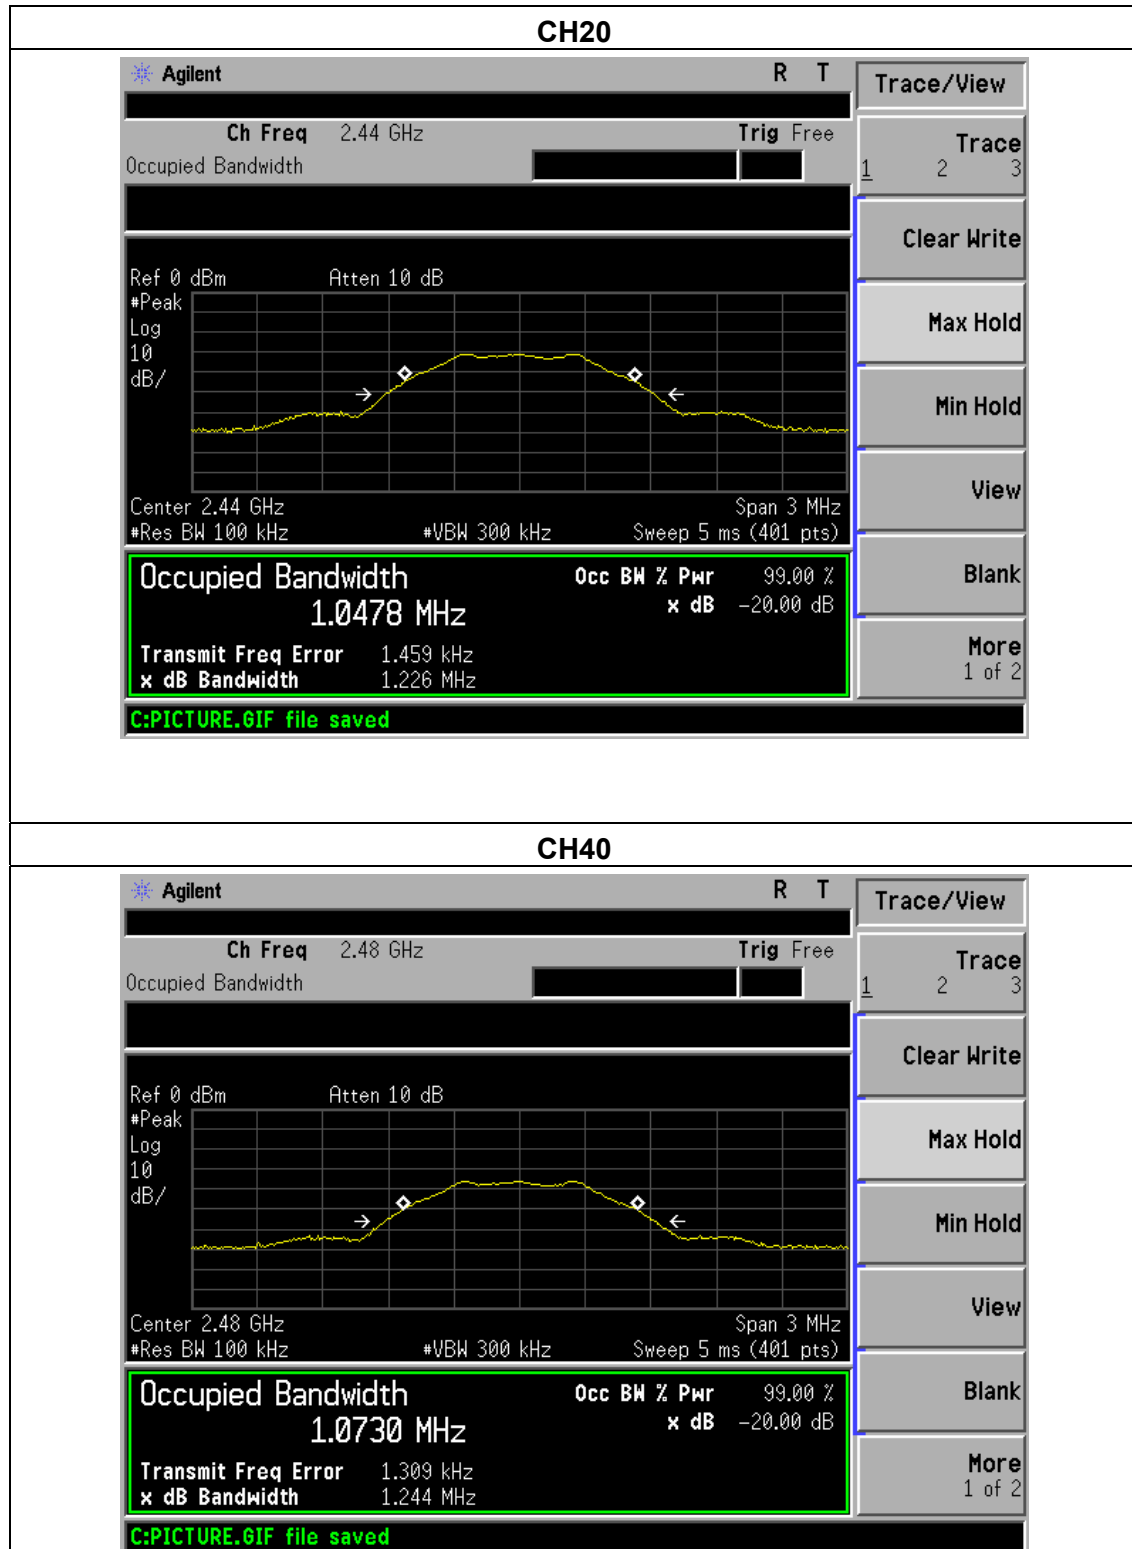 CH20
Agilent R T
Trace/View
Ch Freq 2.44 GHz Trig Free
Occupied Bandwidth
Trace
1 2 3
Clear Write
Ref 0 dBm Atten 10 dB
#Peak
Log
10
dB/
Max Hold
Min Hold
View
Center 2.44 GHz Span 3 MHz
#Res BW 100 kHz #VBW 300 kHz Sweep 5 ms (401 pts)
Occupied Bandwidth Occ BW % Pwr 99.00 %
1.0478 MHz x dB -20.00 dB
Blank
Transmit Freq Error 1.459 kHz
x dB Bandwidth 1.226 MHz
More
1 of 2
C:PICTURE.GIF file saved
CH40
Agilent R T
Trace/View
Ch Freq 2.48 GHz Trig Free
Occupied Bandwidth
Trace
1 2 3
Clear Write
Ref 0 dBm Atten 10 dB
#Peak
Log
10
dB/
Max Hold
Min Hold
View
Center 2.48 GHz Span 3 MHz
#Res BW 100 kHz #VBW 300 kHz Sweep 5 ms (401 pts)
Occupied Bandwidth Occ BW % Pwr 99.00 %
1.0730 MHz x dB -20.00 dB
Blank
Transmit Freq Error 1.309 kHz
x dB Bandwidth 1.244 MHz
More
1 of 2
C:PICTURE.GIF file saved